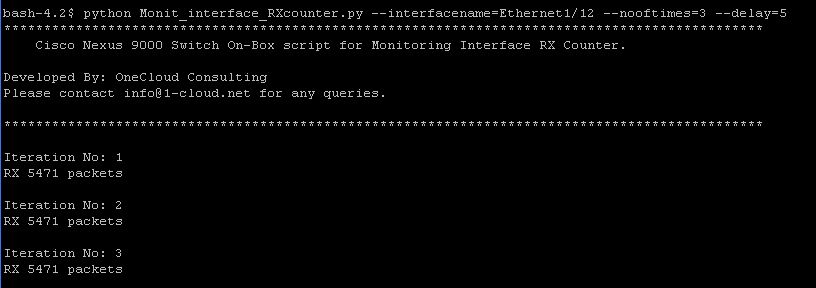 bash-4.2$ python Monit_interface_RXcounter.py --interfacename=Ethernet1/12 --nooftimes=3 --delay=5
***********************************************************************************************
Cisco Nexus 9000 Switch On-Box script for Monitoring Interface RX Counter.
Developed By: OneCloud Consulting
Please contact info@1-cloud.net for any queries.
***********************************************************************************************
Iteration No: 1
RX 5471 packets
Iteration No: 2
RX 5471 packets
Iteration No: 3
RX 5471 packets